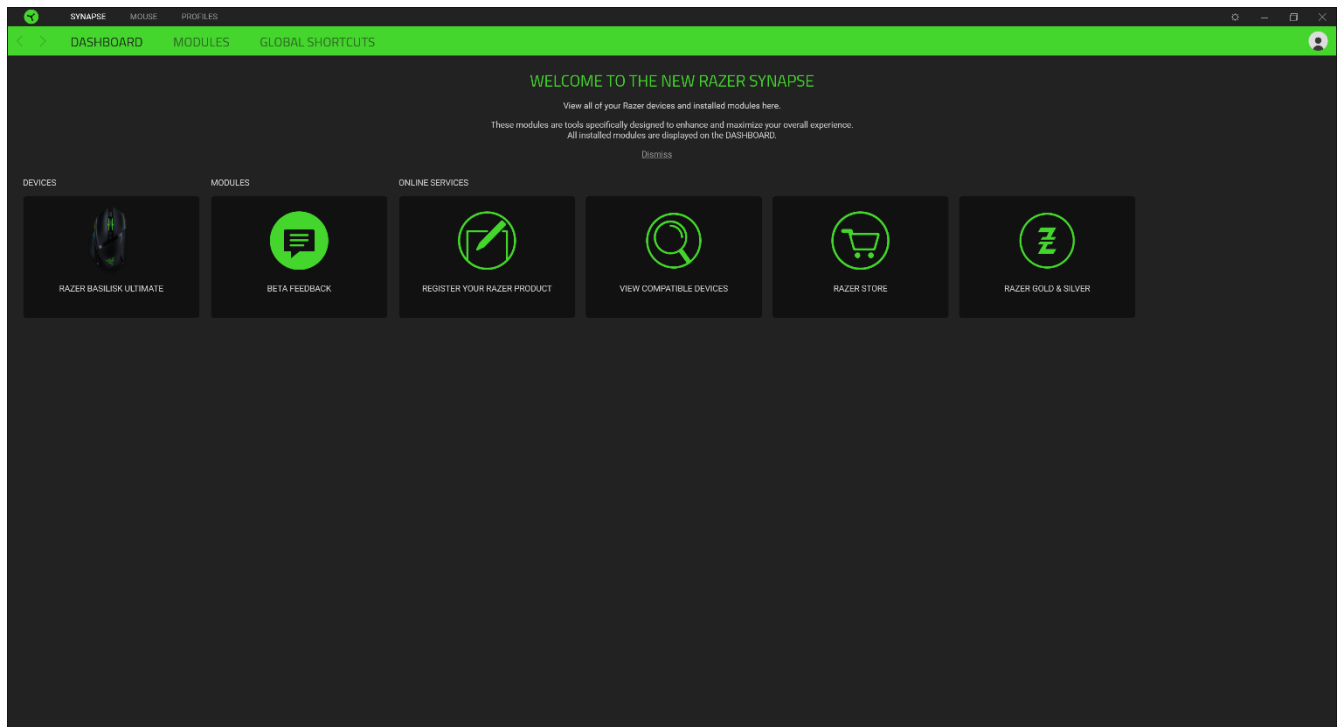 SYNAPSE MOUSE PROFILES
DASHBOARD MODULES GLOBAL SHORTCUTS
WELCOME TO THE NEW RAZER SYNAPSE
View all of your Razer devices and installed modules here.
These modules are tools specifically designed to enhance and maximize your overall experience.
All installed modules are displayed on the DASHBOARD.
Dismiss
DEVICES MODULES ONLINE SERVICES
RAZER BASILISK ULTIMATE BETA FEEDBACK REGISTER YOUR RAZER PRODUCT VIEW COMPATIBLE DEVICES RAZER STORE RAZER GOLD & SILVER